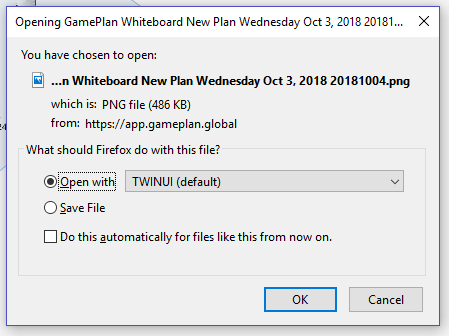 Opening GamePlan Whiteboard New Plan Wednesday Oct 3, 2018 20181...
You have chosen to open:
...n Whiteboard New Plan Wednesday Oct 3, 2018 20181004.png
which is: PNG file (486 KB)
from: https://app.gameplan.global
24
What should Firefox do with this file?
Open with TWINUI (default)
Save File
Do this automatically for files like this from now on.
OK Cancel